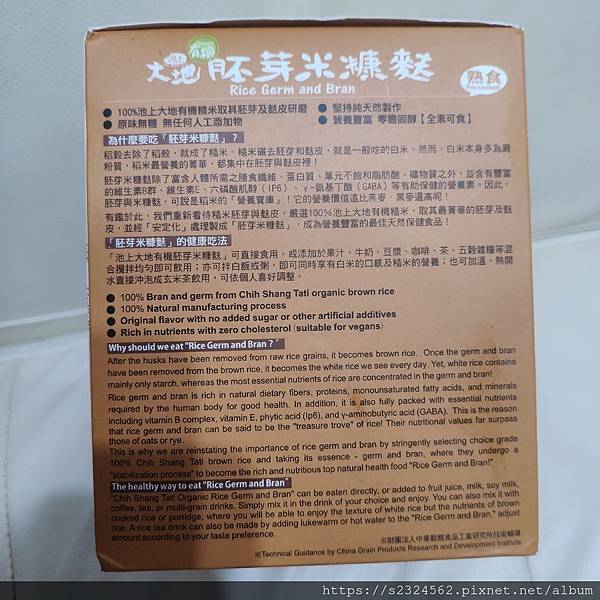 池上
大地 有機 胚芽米糠麩
Rice Germ and Bran
熟食
Pre-cooked
● 100%池上大地有機糙米取其胚芽及麩皮研磨 ● 堅持純天然製作
● 原味無糖 無任何人工添加物 ● 營養豐富 零膽固醇【全素可食】
為什麼要吃「胚芽米糠麩」?
稻穀去除了稻殼,就成了糙米。糙米碾去胚芽和麩皮,就是一般吃的白米。然而,白米本身多為澱
粉質,糙米最營養的菁華,都集中在胚芽與麩皮裡!
胚芽米糠麩除了富含人體所需之膳食纖維、蛋白質、單元不飽和脂肪酸、礦物質之外,並含有豐富
的維生素B群、維生素E、六磷酸肌醇(IP6)、γ-氨基丁酸(GABA)等有助保健的營養素。因此,
胚芽與米糠麩,可說是稻米的「營養寶庫」!它的營養價值遠比燕麥、黑麥還高呢!
有鑑於此,我們重新看待糙米胚芽與麩皮,嚴選100%池上大地有機糙米,取其最菁華的胚芽及麩
皮,並經「安定化」處理製成「胚芽米糠麩」,成為營養豐富的最佳天然保健食品!
「胚芽米糠麩」的健康吃法
「池上大地有機胚芽米糠麩」可直接食用,或添加於果汁、牛奶、豆漿、咖啡、茶、五穀雜糧等混
合攪拌均勻即可飲用;亦可拌白飯或粥,即可同時享有白米的口感及糙米的營養;也可加溫、熱開
水直接沖泡成玄米茶飲用,可依個人喜好調整。
● 100% Bran and germ from Chih Shang Tati organic brown rice
● 100% Natural manufacturing process
● Original flavor with no added sugar or other artificial additives
● Rich in nutrients with zero cholesterol (suitable for vegans)
Why should we eat "Rice Germ and Bran ? "
After the husks have been removed from raw rice grains, it becomes brown rice. Once the germ and bran
have been removed from the brown rice, it becomes the white rice we see every day. Yet, white rice contains
mainly only starch, whereas the most essential nutrients of rice are concentrated in the germ and bran!
Rice germ and bran is rich in natural dietary fibers, proteins, monounsaturated fatty acids, and minerals
required by the human body for good health. In addition, it is also fully packed with essential nutrients
including vitamin B complex, vitamin E, phytic acid (Ip6), and γ-aminobutyric acid (GABA). This is the reason
that rice germ and bran can be said to be the "treasure trove" of rice! Their nutritional values far surpass
those of oats or rye.
This is why we are reinstating the importance of rice germ and bran by stringently selecting choice grade
100% Chih Shang Tati brown rice and taking its essence - germ and bran, where they undergo a
"stabilization process" to become the rich and nutritious top natural health food "Rice Germ and Bran!"
The healthy way to eat "Rice Germ and Bran"
"Chih Shang Tati Organic Rice Germ and Bran" can be eaten directly, or added to fruit juice, milk, soy milk,
coffee, tea, or multi-grain drinks. Simply mix it in the drink of your choice and enjoy. You can also mix it with
cooked rice or porridge, where you will be able to enjoy the texture of white rice but the nutrients of brown
rice. A rice tea drink can also be made by adding lukewarm or hot water to the "Rice Germ and Bran," adjust
amount according to your taste preference.
※財團法人中華穀類食品工業研究所技術輔導
※Technical Guidance by China Grain Products Research and Development Institute
https://s2324562.pixnet.net/album